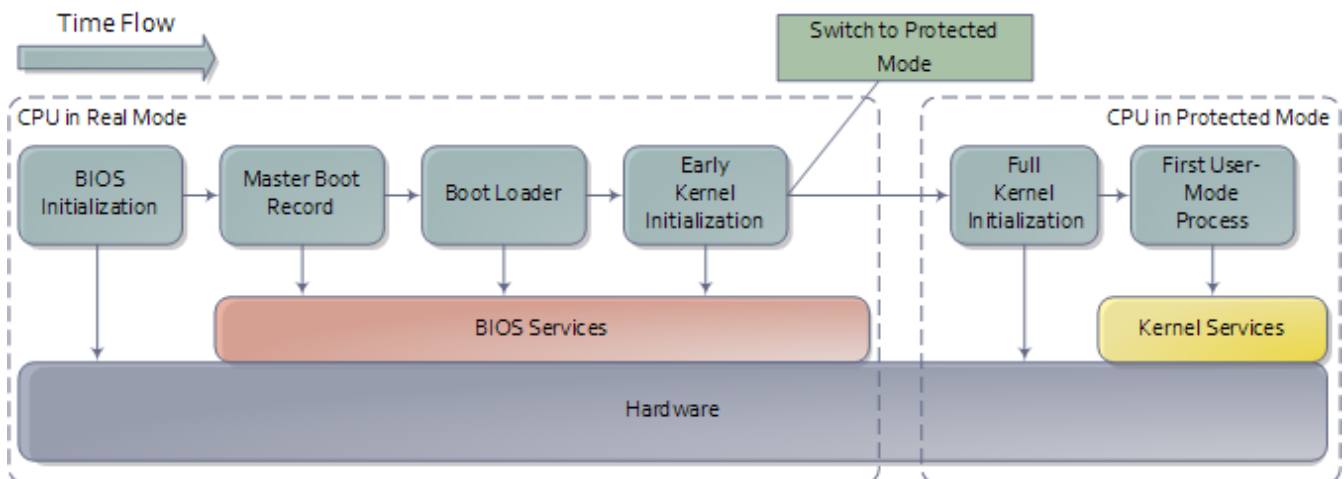 Time Flow
Switch to Protected
Mode
CPU in Real Mode
CPU in Protected Mode
BIOS
Initialization
Master Boot
Record
Boot Loader
Early
Kernel
Initialization
Full
Kernel
Initialization
First User-
Mode
Process
BIOS Services
Kernel Services
Hardware